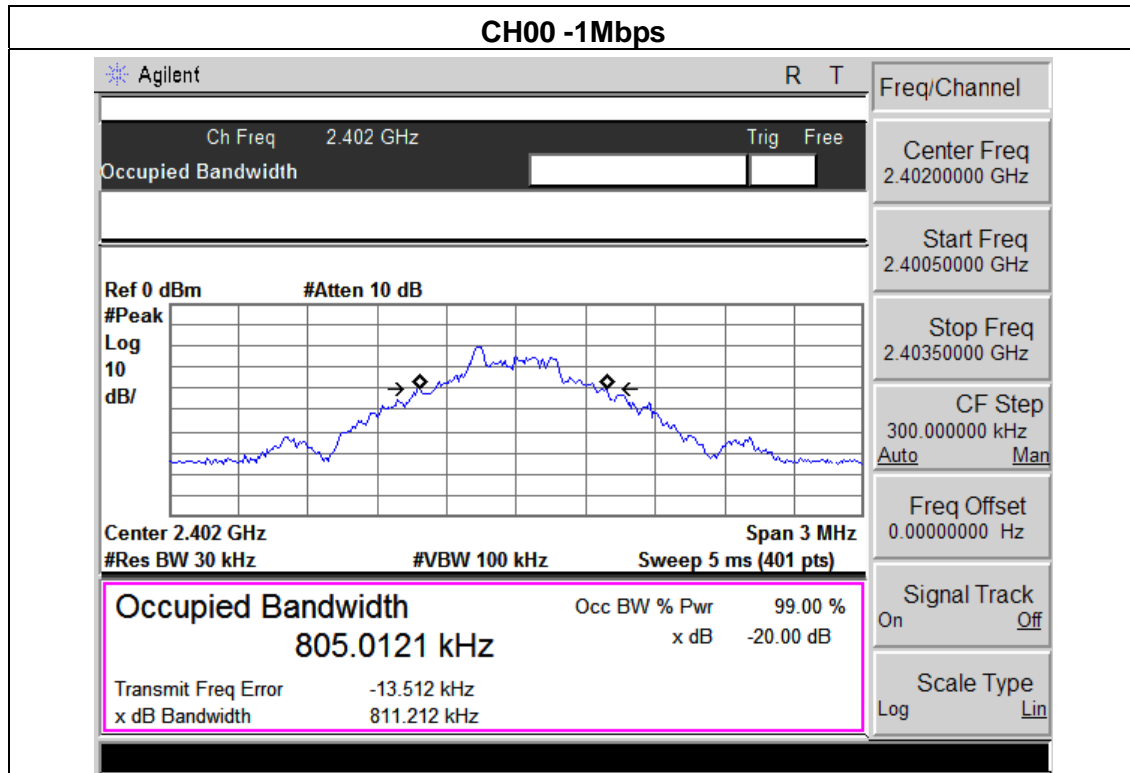 CH00 -1Mbps
Agilent R T
Ch Freq 2.402 GHz Trig Free
Occupied Bandwidth
Ref 0 dBm #Atten 10 dB
#Peak
Log
10
dB/
Center 2.402 GHz Span 3 MHz
#Res BW 30 kHz #VBW 100 kHz Sweep 5 ms (401 pts)
Occupied Bandwidth Occ BW % Pwr 99.00 %
805.0121 kHz x dB -20.00 dB
Transmit Freq Error -13.512 kHz
x dB Bandwidth 811.212 kHz
Freq/Channel
Center Freq
2.40200000 GHz
Start Freq
2.40050000 GHz
Stop Freq
2.40350000 GHz
CF Step
300.000000 kHz
Auto Man
Freq Offset
0.00000000 Hz
Signal Track
On Off
Scale Type
Log Lin